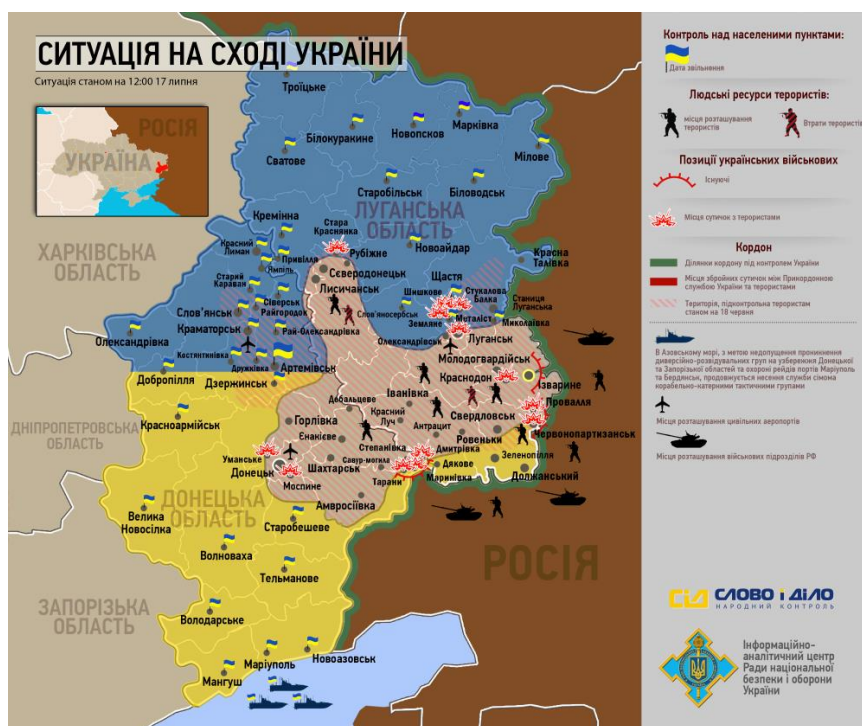 СИТУАЦІЯ НА СХОДІ УКРАЇНИ
Ситуація станом на 12:00 17 липня
РОСІЯ
УКРАЇНА
Троїцьке
Білокуракине
Новопсков
Марківка
Сватове
Мілове
Старобільськ
Біловодськ
ЛУГАНСЬКА
ОБЛАСТЬ
Кремінна
Стара
Краснянка
Рубіжне
Новоайдар
Красна
Талівка
ХАРКІВСЬКА
ОБЛАСТЬ
Красний
Лиман
Привілля
Ямпіль
Сєверодонецьк
Лисичанськ
Щастя
Старий
Караван
Шишкове
Стукалова
Балка
Станиця
Луганська
Сіверськ
Райгородок
Слов'яносербськ
Слов'янськ
Земляне
Металіст
Миколаївка
Краматорськ
Рай-Олександрівка
Олександрівськ
Луганськ
Олександрівка
Костянтинівка
Молодогвардійськ
Дружківка
Артемівськ
Добропілля
Дзержинськ
Краснодон
Ізварине
Іванівка
Провалля
Дебальцеве
Красноармійськ
Красний
Луч
Свердловськ
Горлівка
Антрацит
Червонопартизанськ
ДНІПРОПЕТРОВСЬКА
ОБЛАСТЬ
Єнакієве
Ровеньки
Уманське
Степанівка
Дмитрівка
Зеленопілля
Донецьк
Шахтарськ
Савур-могила
Дякове
Моспине
Тарани
Маринівка
Должанський
Амвросіївка
ДОНЕЦЬКА
ОБЛАСТЬ
Велика
Новосілка
Старобешеве
РОСІЯ
Волноваха
Тельманове
ЗАПОРІЗЬКА
ОБЛАСТЬ
Володарське
Маріуполь
Новоазовськ
Мангуш
Контроль над населеними пунктами:
Дата звільнення
Людські ресурси терористів:
місця розташування
терористів
Втрати терористів
Позиції українських військових
Існуючі
Місця сутичок з терористами
Кордон
Ділянки кордону під контролем України
Місця збройних сутичок між Прикордонною
службою України та терористами
Територія, підконтрольна терористам
станом на 18 червня
В Азовському морі, з метою недопущення проникнення
диверсійно-розвідувальних груп на узбереження Донецької
та Запорізької областей та охороні рейдів портів Маріуполь
та Бердянськ, продовжується несення служби сімома
корабельно-катерними тактичними групами
Місця розташування цивільних аеропортів
Місця розташування військових підрозділів РФ
СІД СЛОВО і ДІЛО
НАРОДНИЙ КОНТРОЛЬ
Інформаційно-
аналітичний центр
Ради національної
безпеки і оборони
України